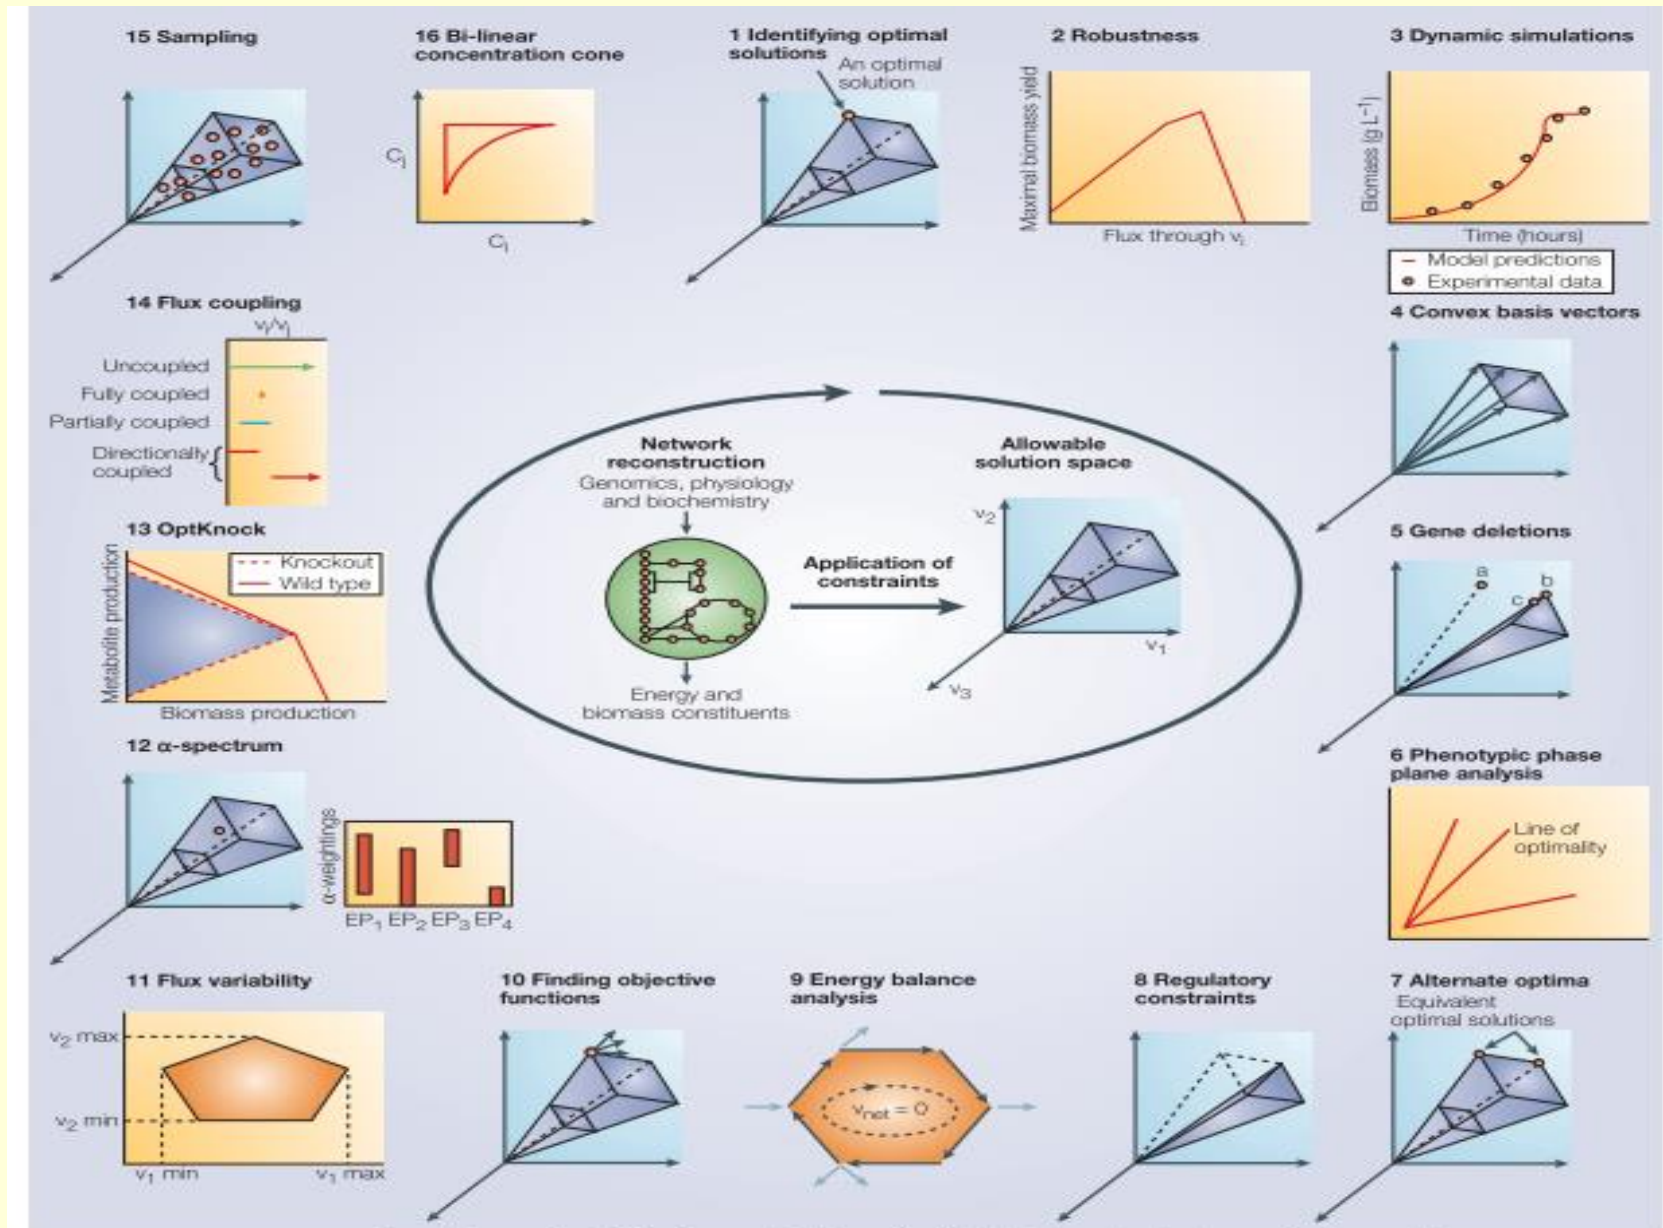 15 Sampling
16 Bi-linear
concentration cone
C_j
C_i
1 Identifying optimal
solutions
An optimal
solution
2 Robustness
Maximal biomass yield
Flux through v_i
3 Dynamic simulations
Biomass (g L⁻¹)
Time (hours)
Model predictions
Experimental data
14 Flux coupling
v_i/v_j
Uncoupled
Fully coupled
Partially coupled
Directionally
coupled
4 Convex basis vectors
Network
reconstruction
Genomics, physiology
and biochemistry
Energy and
biomass constituents
Application of
constraints
Allowable
solution space
v₂
v₁
v₃
13 OptKnock
Knockout
Wild type
Metabolite production
Biomass production
5 Gene deletions
a
b
c
12 α-spectrum
α-weightings
EP₁ EP₂ EP₃ EP₄
6 Phenotypic phase
plane analysis
Line of
optimality
11 Flux variability
v₂ max
v₂ min
v₁ min
v₁ max
10 Finding objective
functions
9 Energy balance
analysis
v_net = 0
8 Regulatory
constraints
7 Alternate optima
Equivalent
optimal solutions